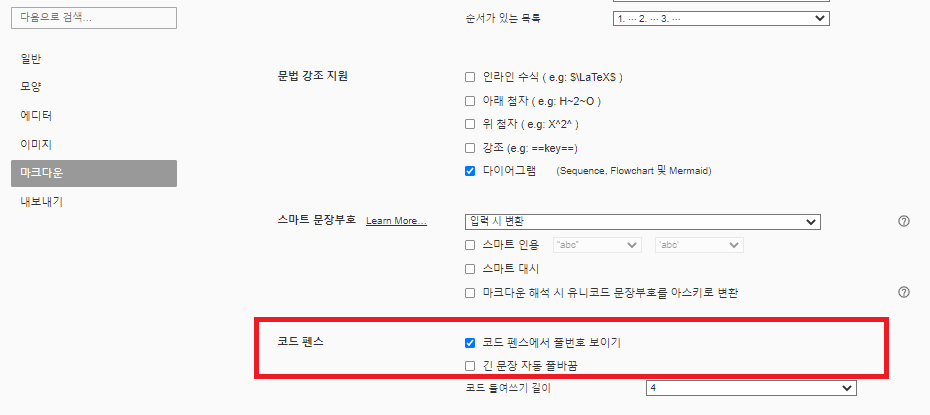 다음으로 검색...
순서가 있는 목록
1. ··· 2. ··· 3. ···
일반
모양
에디터
이미지
마크다운
내보내기
문법 강조 지원
인라인 수식 ( e.g: $\LaTeX$ )
아래 첨자 ( e.g: H~2~O )
위 첨자 ( e.g: X^2^ )
강조 (e.g: ==key==)
다이어그램 (Sequence, Flowchart 및 Mermaid)
스마트 문장부호 Learn More... 입력 시 변환
스마트 인용 "abc" 'abc'
스마트 대시
마크다운 해석 시 유니코드 문장부호를 아스키로 변환
코드 펜스
코드 펜스에서 줄번호 보이기
긴 문장 자동 줄바꿈
코드 들여쓰기 길이 4